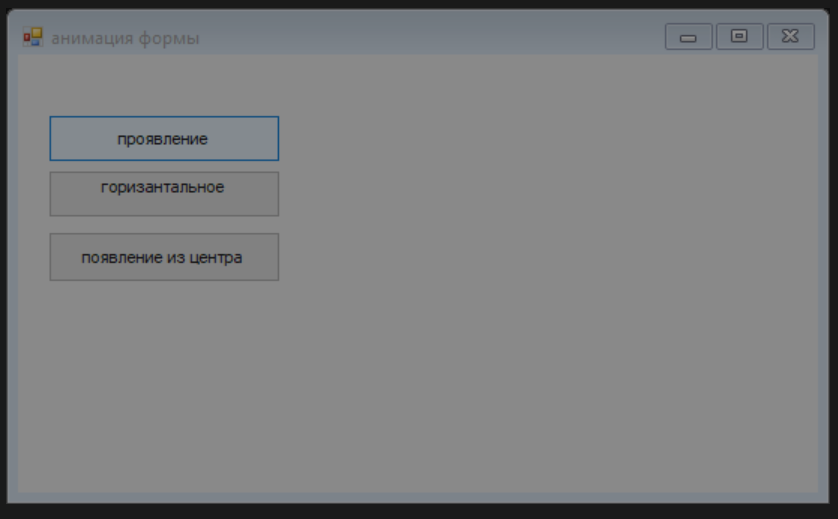 анимация формы
проявление
горизантальное
появление из центра